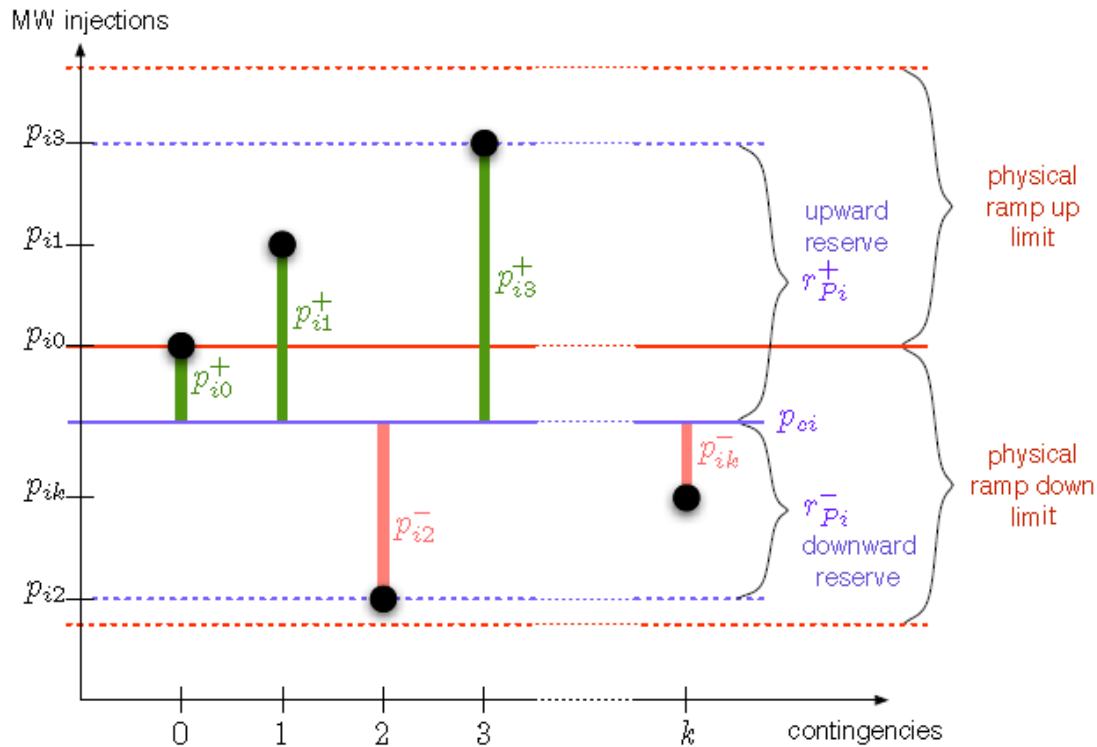 MW injections
p_{i3}
p_{i1}
p_{i0}
p_{ik}
p_{i2}
p_{i0}^+
p_{i1}^+
p_{i2}^-
p_{i3}^+
p_{ik}^-
upward
reserve
r_{Pi}^+
p_{ci}
r_{Pi}^-
downward
reserve
physical
ramp up
limit
physical
ramp down
limit
0 1 2 3 k
contingencies